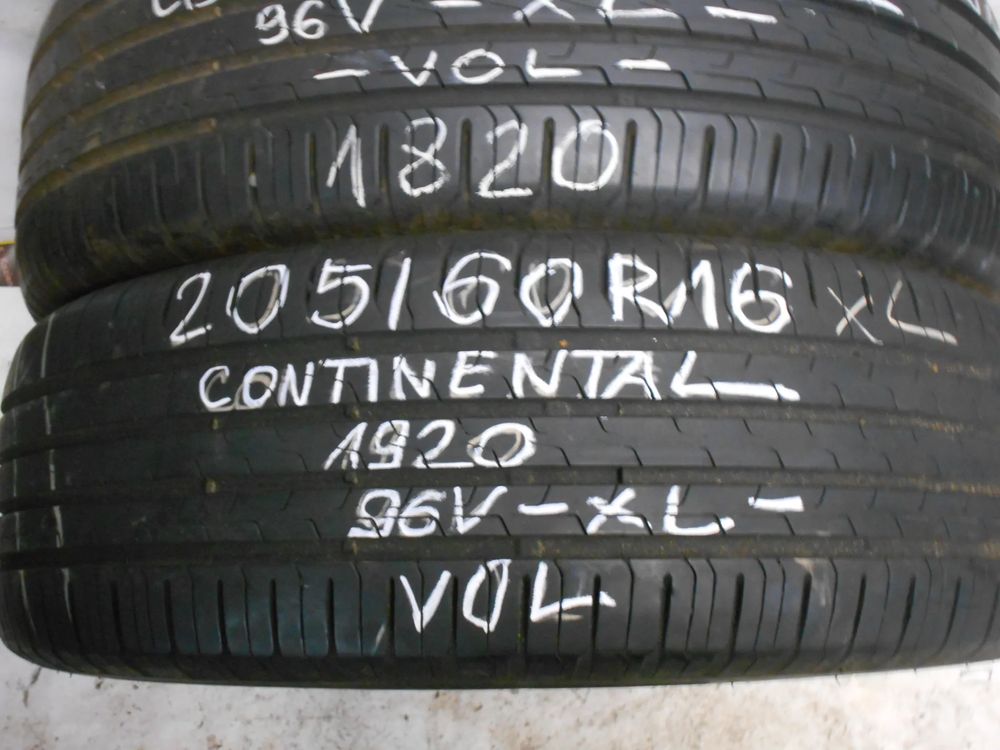 96V - XL -
- VOL -
1820
205/60R16 XL
CONTINENTAL
1920
96V - XL -
VOL